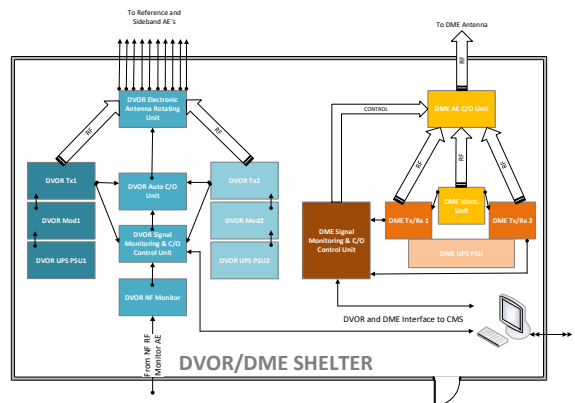 To Reference and
Sideband AE´s
To DME Antenna
RF
DVOR Electronic
Antenna Rotating
Unit
DME AE C/O Unit
CONTROL
RF
RF
RF
RF
RF
DVOR Tx1
DVOR Auto C/O
Unit
DVOR Tx2
DME Ident.
Unit
DVOR Mod1
DVOR Mod2
DME Tx/Rx 1
DME Tx/Rx 2
DVOR Signal
Monitoring & C/O
Control Unit
DME Signal
Monitoring & C/O
Control Unit
DVOR UPS PSU1
DVOR UPS PSU2
DME UPS PSU
DVOR NF Monitor
DVOR and DME Interface to CMS
From NF RF
Monitor AE
DVOR/DME SHELTER